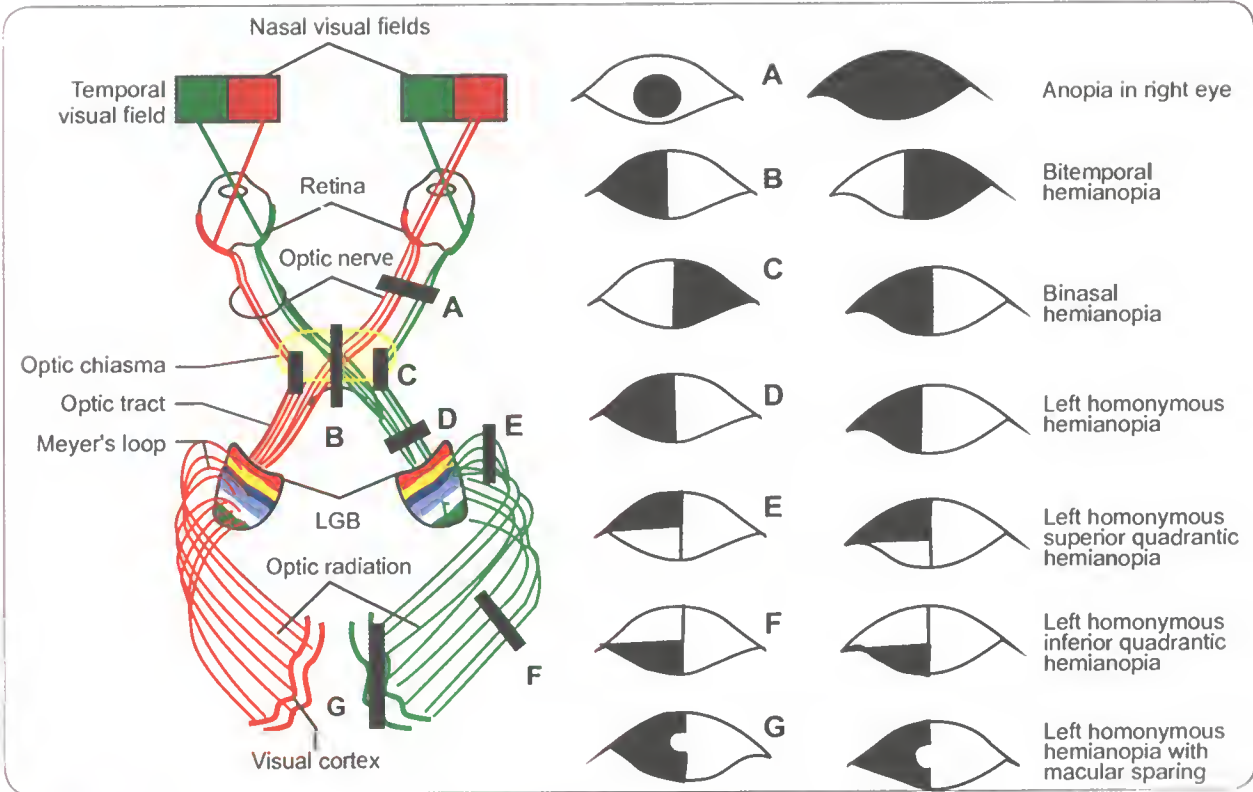 Nasal visual fields
Temporal
visual field
Retina
Optic nerve
A
Optic chiasma
C
Optic tract
B
D
E
Meyer's loop
LGB
Optic radiation
F
G
Visual cortex
A
Anopia in right eye
B
Bitemporal
hemianopia
C
Binasal
hemianopia
D
Left homonymous
hemianopia
E
Left homonymous
superior quadrantic
hemianopia
F
Left homonymous
inferior quadrantic
hemianopia
G
Left homonymous
hemianopia with
macular sparing